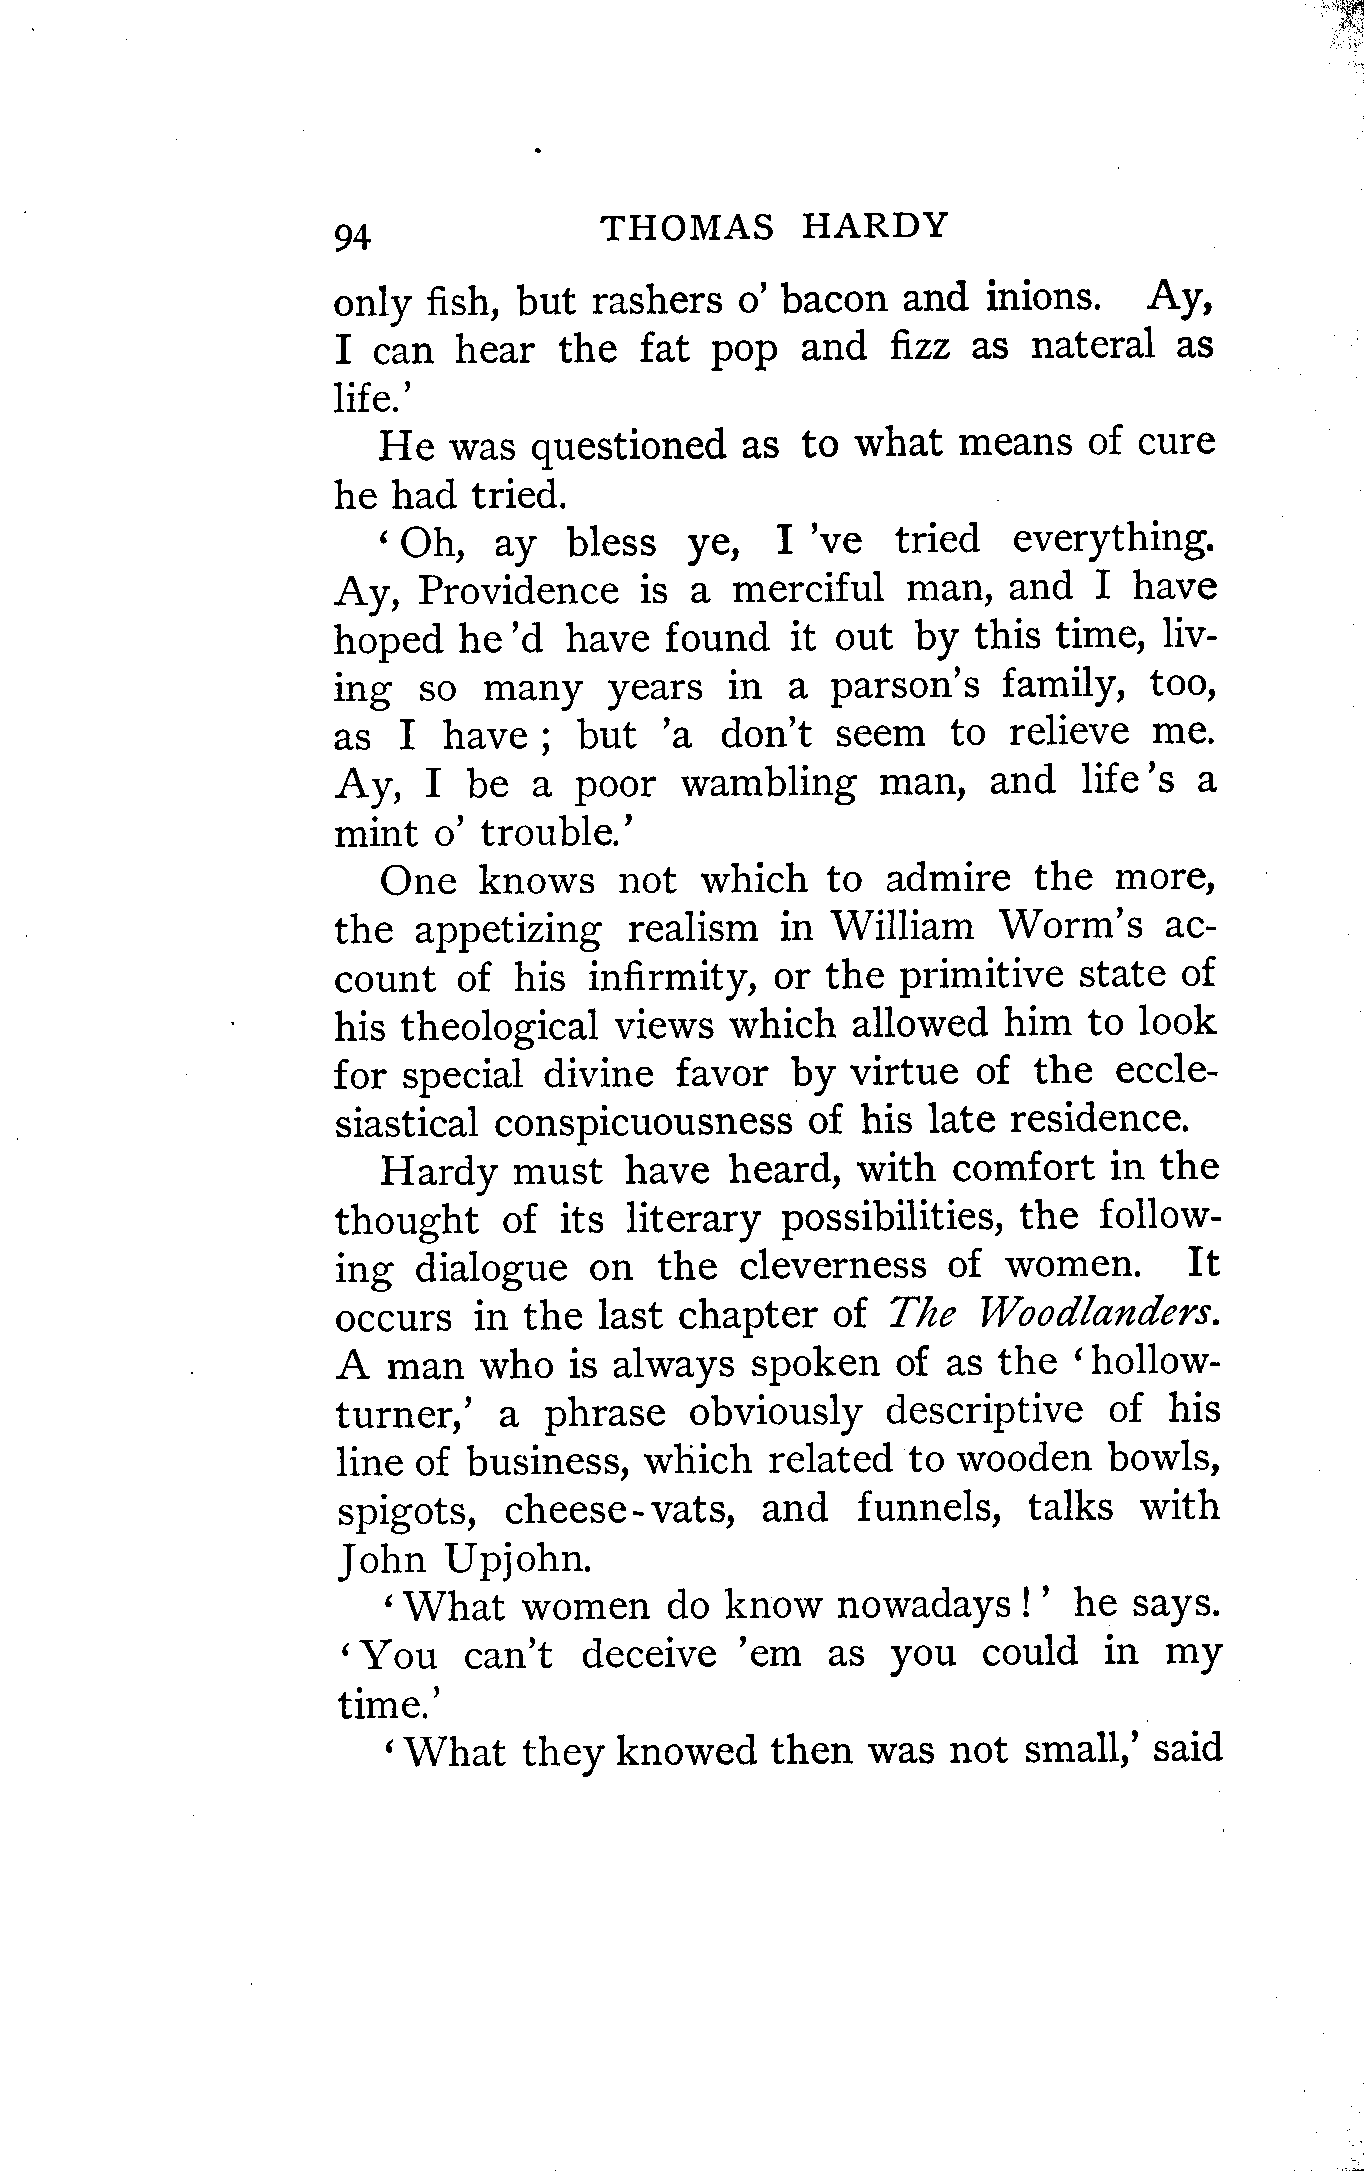 94 THOMAS HARDY
only fish, but rashers o' bacon and inions. Ay,
I can hear the fat pop and fizz as nateral as
life.'
He was questioned as to what means of cure
he had tried.
'Oh, ay bless ye, I 've tried everything.
Ay, Providence is a merciful man, and I have
hoped he 'd have found it out by this time, liv-
ing so many years in a parson's family, too,
as I have; but 'a don't seem to relieve me.
Ay, I be a poor wambling man, and life 's a
mint o' trouble.'
One knows not which to admire the more,
the appetizing realism in William Worm's ac-
count of his infirmity, or the primitive state of
his theological views which allowed him to look
for special divine favor by virtue of the eccle-
siastical conspicuousness of his late residence.
Hardy must have heard, with comfort in the
thought of its literary possibilities, the follow-
ing dialogue on the cleverness of women. It
occurs in the last chapter of The Woodlanders.
A man who is always spoken of as the 'hollow-
turner,' a phrase obviously descriptive of his
line of business, which related to wooden bowls,
spigots, cheese-vats, and funnels, talks with
John Upjohn.
'What women do know nowadays!' he says.
'You can't deceive 'em as you could in my
time.'
'What they knowed then was not small,' said